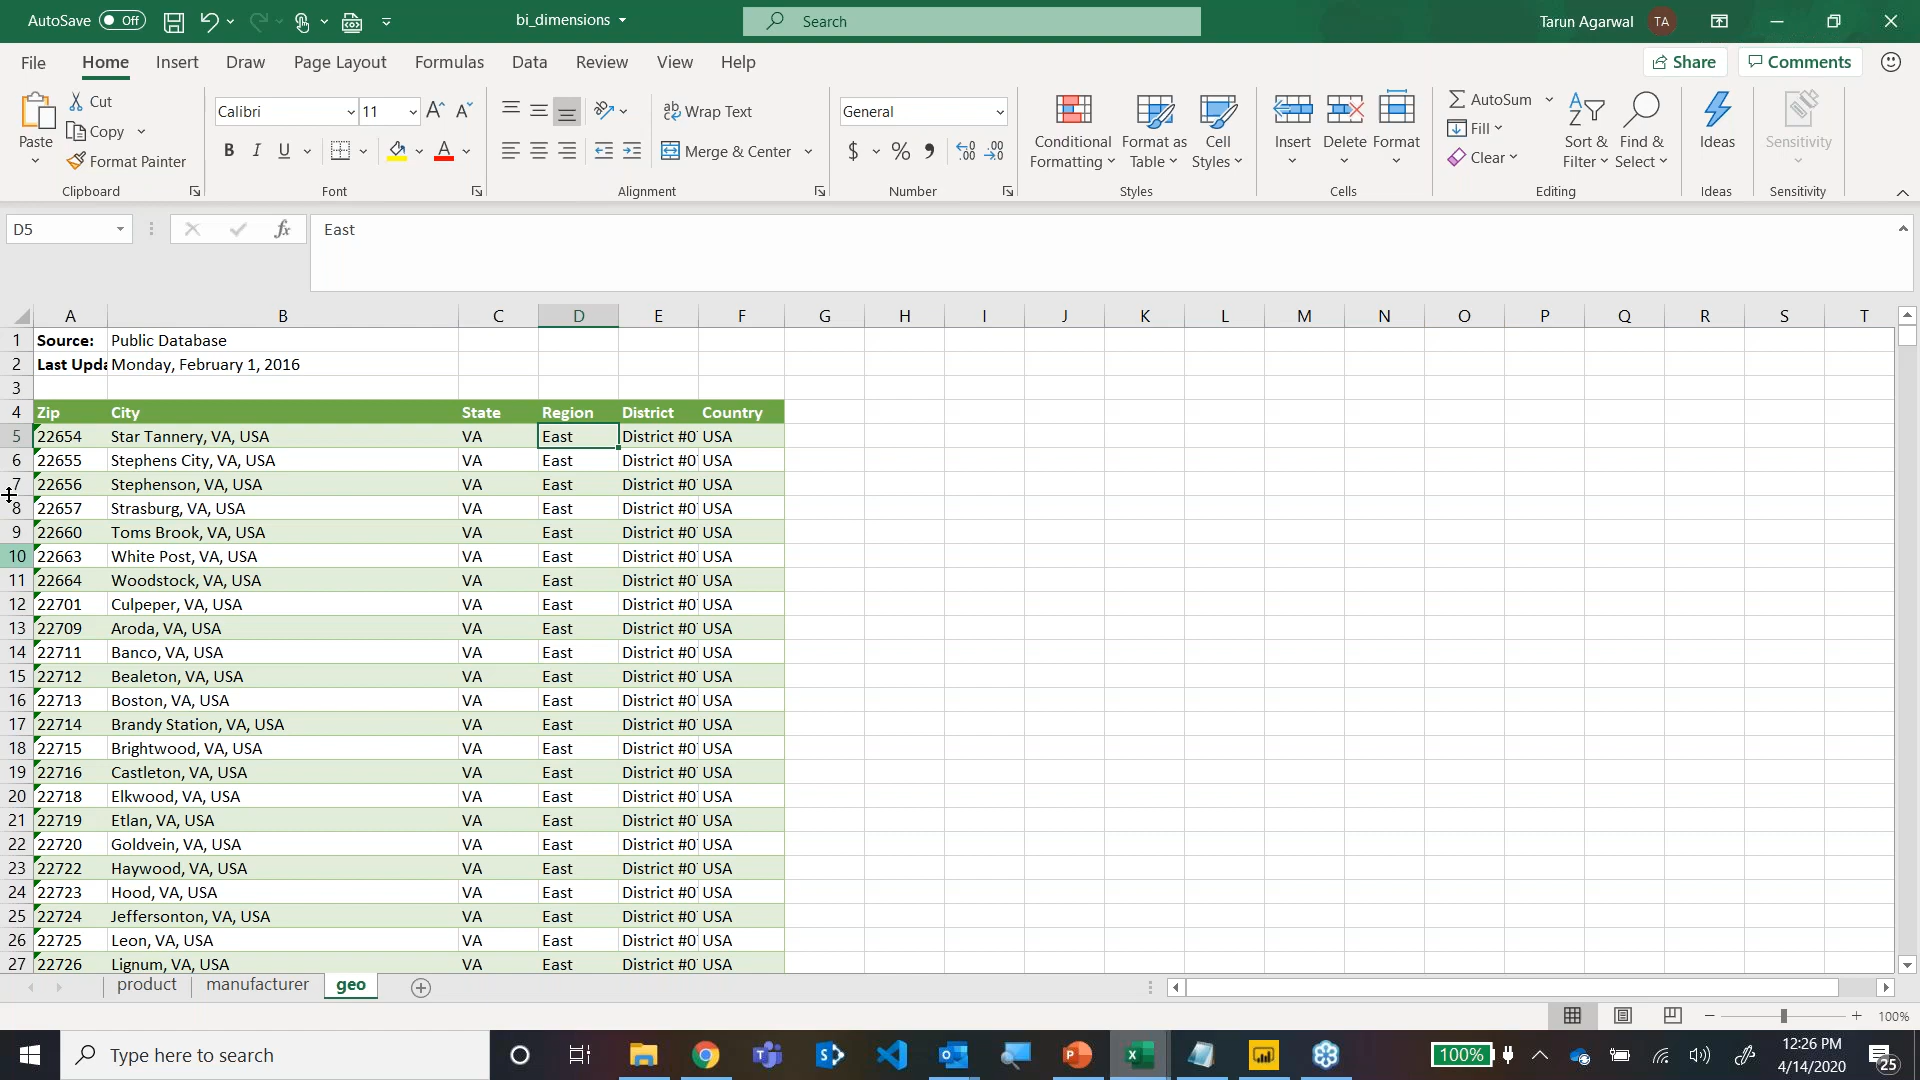 AutoSave Off bi_dimensions Search Tarun Agarwal TA
File Home Insert Draw Page Layout Formulas Data Review View Help Share Comments
Paste Cut Copy Format Painter Clipboard
Calibri 11 B I U A Font
Wrap Text Merge & Center Alignment
General $ % Number
Conditional Formatting Format as Table Cell Styles Styles
Insert Delete Format Cells
AutoSum Fill Clear Sort & Filter Find & Select Editing
Ideas Ideas
Sensitivity Sensitivity
D5 fx East
A B C D E F G H I J K L M N O P Q R S T
1 Source: Public Database
2 Last Upda Monday, February 1, 2016
3
4 Zip City State Region District Country
5 22654 Star Tannery, VA, USA VA East District #0 USA
6 22655 Stephens City, VA, USA VA East District #0 USA
7 22656 Stephenson, VA, USA VA East District #0 USA
8 22657 Strasburg, VA, USA VA East District #0 USA
9 22660 Toms Brook, VA, USA VA East District #0 USA
10 22663 White Post, VA, USA VA East District #0 USA
11 22664 Woodstock, VA, USA VA East District #0 USA
12 22701 Culpeper, VA, USA VA East District #0 USA
13 22709 Aroda, VA, USA VA East District #0 USA
14 22711 Banco, VA, USA VA East District #0 USA
15 22712 Bealeton, VA, USA VA East District #0 USA
16 22713 Boston, VA, USA VA East District #0 USA
17 22714 Brandy Station, VA, USA VA East District #0 USA
18 22715 Brightwood, VA, USA VA East District #0 USA
19 22716 Castleton, VA, USA VA East District #0 USA
20 22718 Elkwood, VA, USA VA East District #0 USA
21 22719 Etlan, VA, USA VA East District #0 USA
22 22720 Goldvein, VA, USA VA East District #0 USA
23 22722 Haywood, VA, USA VA East District #0 USA
24 22723 Hood, VA, USA VA East District #0 USA
25 22724 Jeffersonton, VA, USA VA East District #0 USA
26 22725 Leon, VA, USA VA East District #0 USA
27 22726 Lignum, VA, USA VA East District #0 USA
product manufacturer geo
100%
Type here to search 100% 12:26 PM
4/14/2020 25